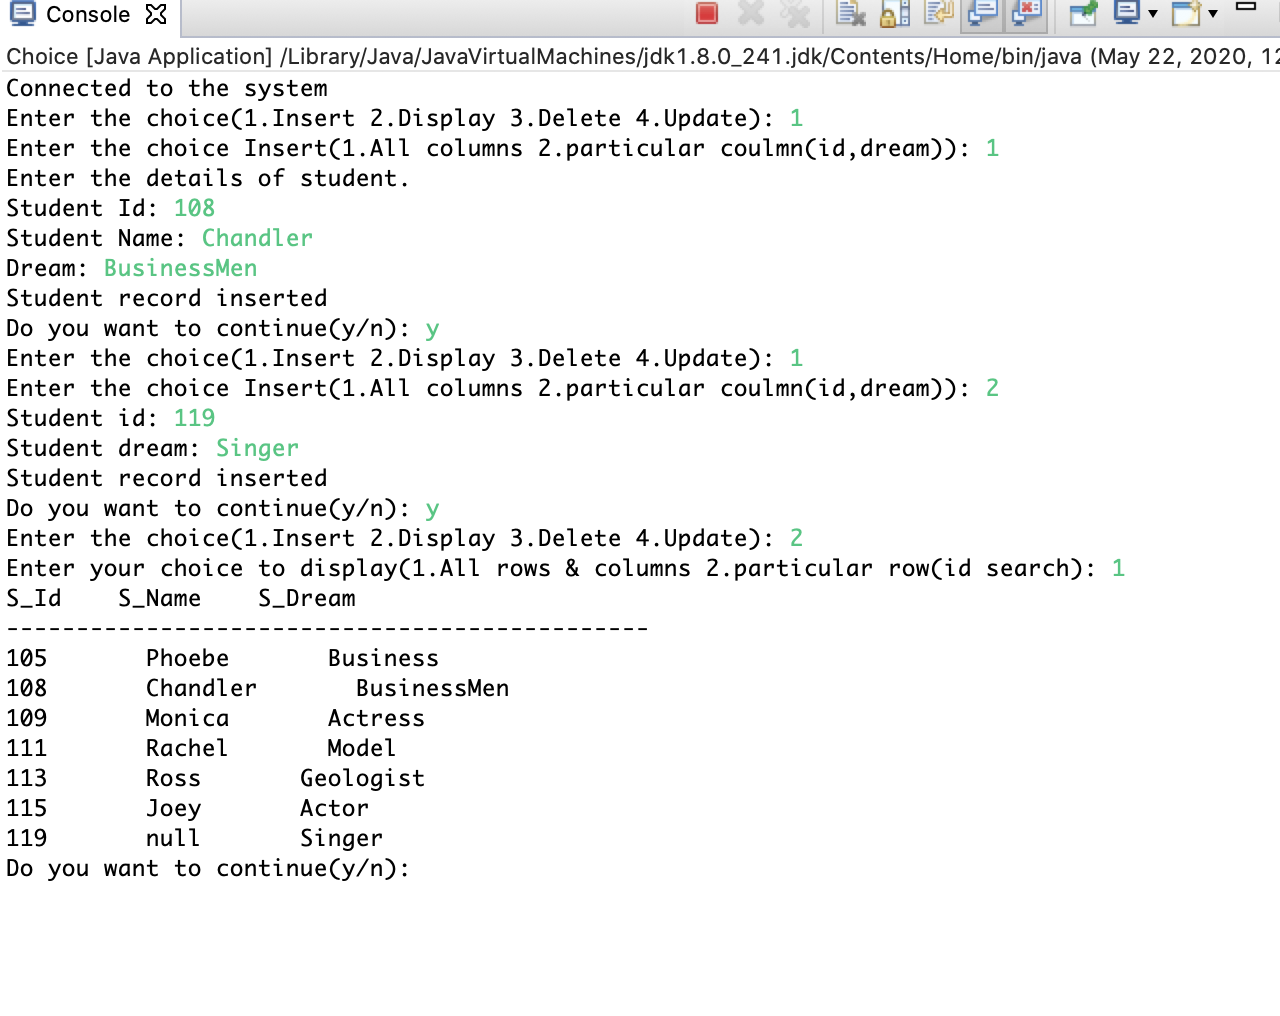 Console
Choice [Java Application] /Library/Java/JavaVirtualMachines/jdk1.8.0_241.jdk/Contents/Home/bin/java (May 22, 2020, 12
Connected to the system
Enter the choice(1.Insert 2.Display 3.Delete 4.Update): 1
Enter the choice Insert(1.All columns 2.particular coulmn(id,dream)): 1
Enter the details of student.
Student Id: 108
Student Name: Chandler
Dream: BusinessMen
Student record inserted
Do you want to continue(y/n): y
Enter the choice(1.Insert 2.Display 3.Delete 4.Update): 1
Enter the choice Insert(1.All columns 2.particular coulmn(id,dream)): 2
Student id: 119
Student dream: Singer
Student record inserted
Do you want to continue(y/n): y
Enter the choice(1.Insert 2.Display 3.Delete 4.Update): 2
Enter your choice to display(1.All rows & columns 2.particular row(id search): 1
S_Id    S_Name    S_Dream
----------------------------------------------
105       Phoebe       Business
108       Chandler       BusinessMen
109       Monica       Actress
111       Rachel       Model
113       Ross       Geologist
115       Joey       Actor
119       null       Singer
Do you want to continue(y/n):